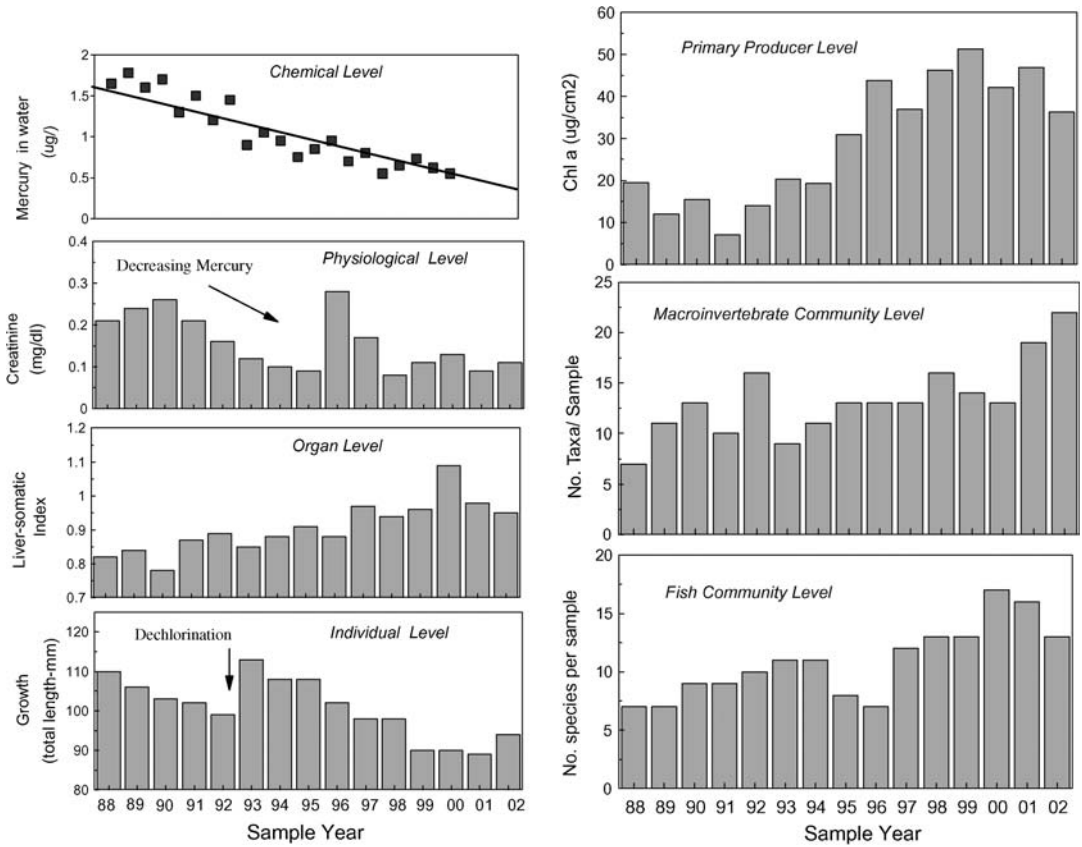 Chemical Level
Mercury in water
(ug/)
2
1.5
1
0.5
0
Physiological Level
Decreasing Mercury
Creatinine
(mg/dl)
0.4
0.3
0.2
0.1
0
Organ Level
Liver-somatic
Index
1.2
1.1
1
0.9
0.8
0.7
Individual Level
Dechlorination
Growth
(total length-mm)
120
110
100
90
80
88 89 90 91 92 93 94 95 96 97 98 99 00 01 02
Sample Year
Primary Producer Level
Chl a (ug/cm2)
60
50
40
30
20
10
0
Macroinvertebrate Community Level
No. Taxa/ Sample
25
20
15
10
5
0
Fish Community Level
No. species per sample
20
15
10
5
0
88 89 90 91 92 93 94 95 96 97 98 99 00 01 02
Sample Year